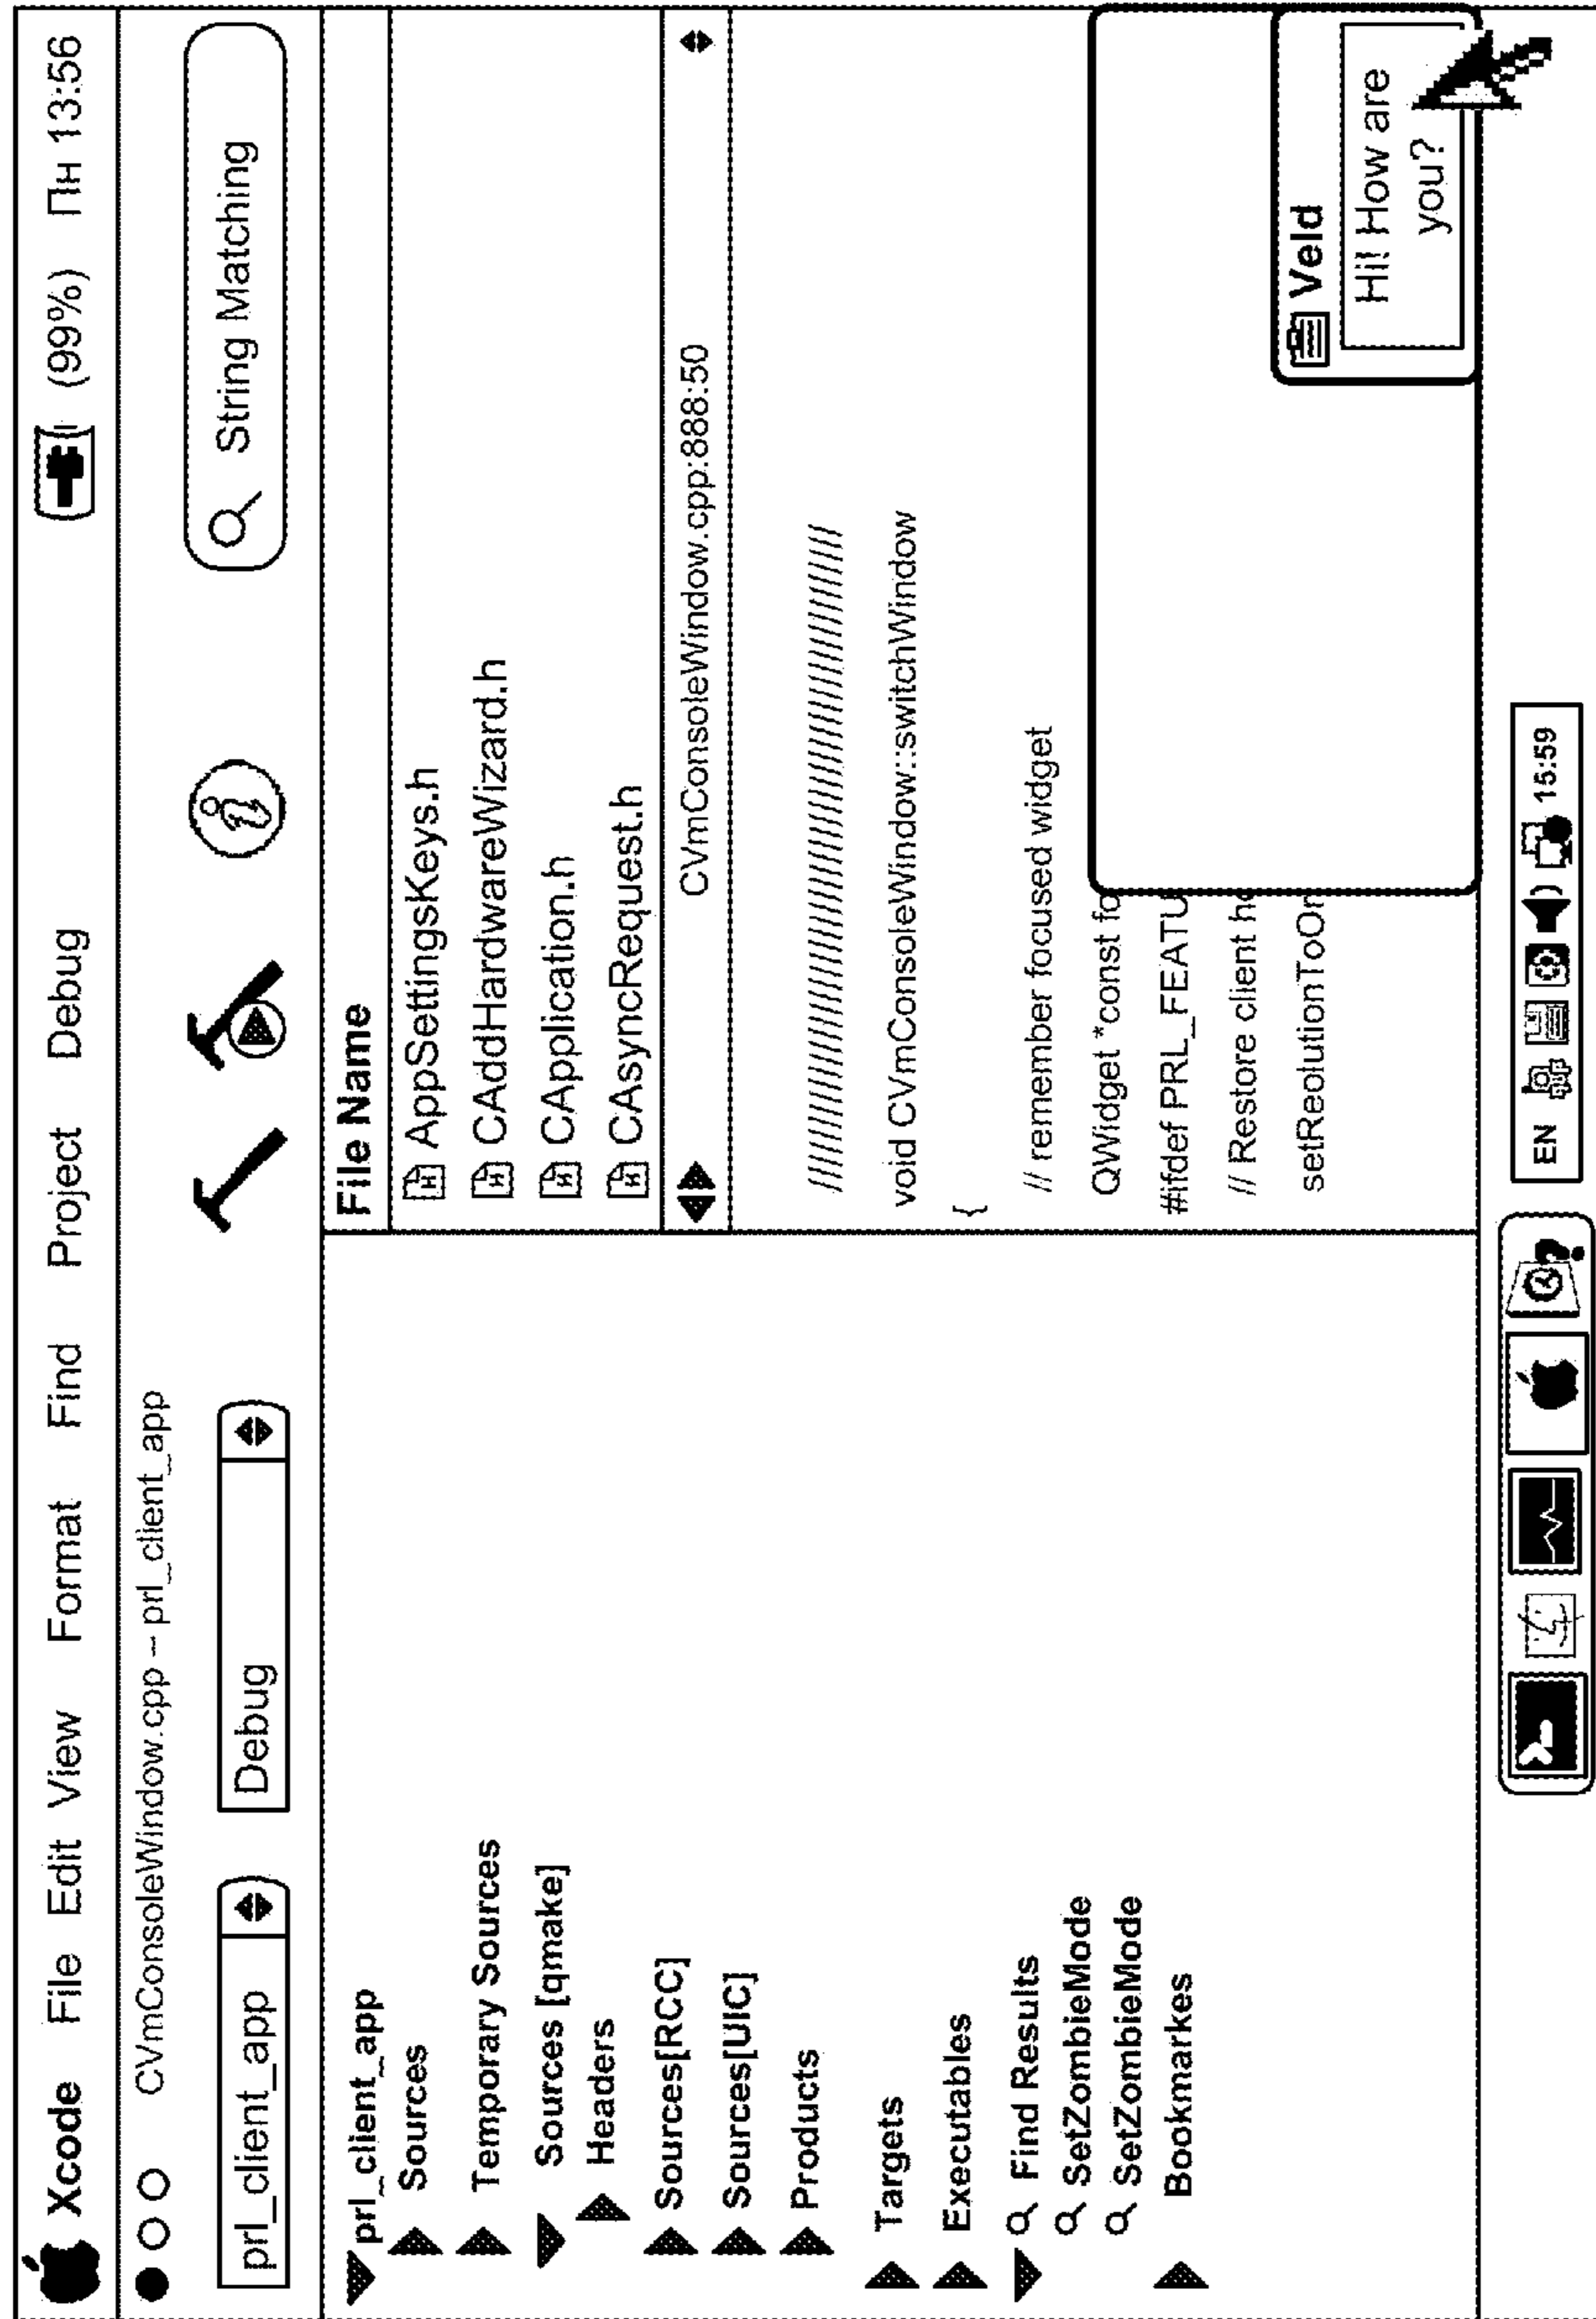 Xcode File Edit View Format Find Project Debug (99%) Пн 13:56
CVmConsoleWindow.cpp – prl_client_app
prl_client_app Debug String Matching
prl_client_app
Sources
Temporary Sources
Sources [qmake]
Headers
Sources[RCC]
Sources[UIC]
Products
Targets
Executables
Find Results
SetZombieMode
SetZombieMode
Bookmarkes
File Name
AppSettingsKeys.h
CAddHardwareWizard.h
CApplication.h
CAsyncRequest.h
CVmConsoleWindow.cpp:888:50
////////////////////////////////////////
void CVmConsoleWindow::switchWindow
{
// remember focused widget
QWidget *const fo
#ifdef PRL_FEATU
// Restore client ho
setReolutionToOr
Veld
Hi! How are
you?
EN 15:59